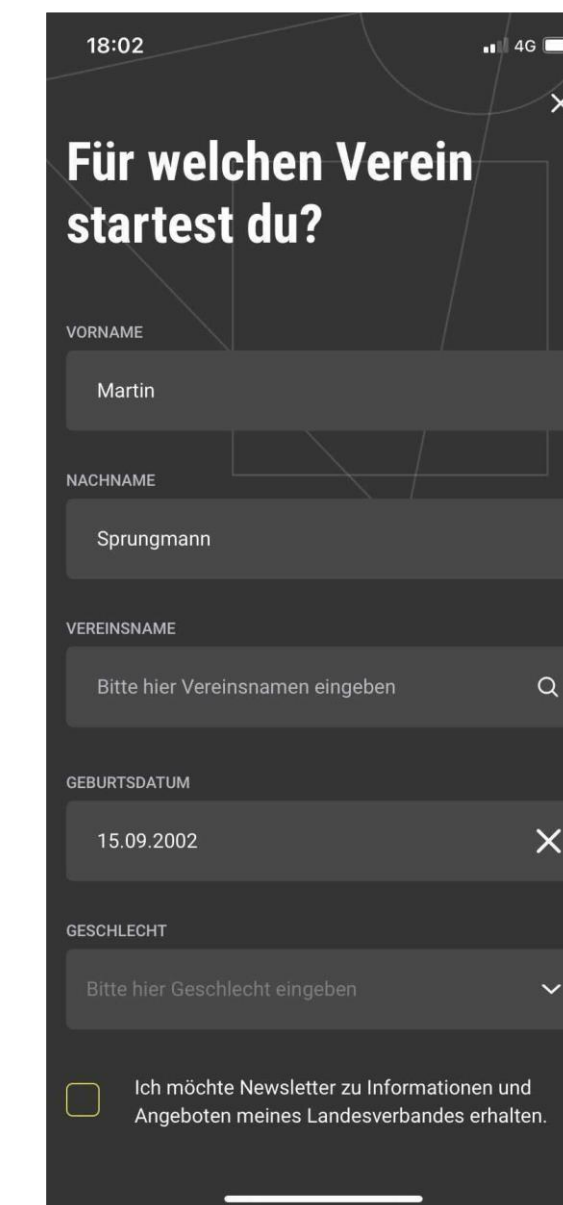 18:02
4G
Für welchen Verein
startest du?
VORNAME
Martin
NACHNAME
Sprungmann
VEREINSNAME
Bitte hier Vereinsnamen eingeben
GEBURTSDATUM
15.09.2002
GESCHLECHT
Bitte hier Geschlecht eingeben
Ich möchte Newsletter zu Informationen und
Angeboten meines Landesverbandes erhalten.